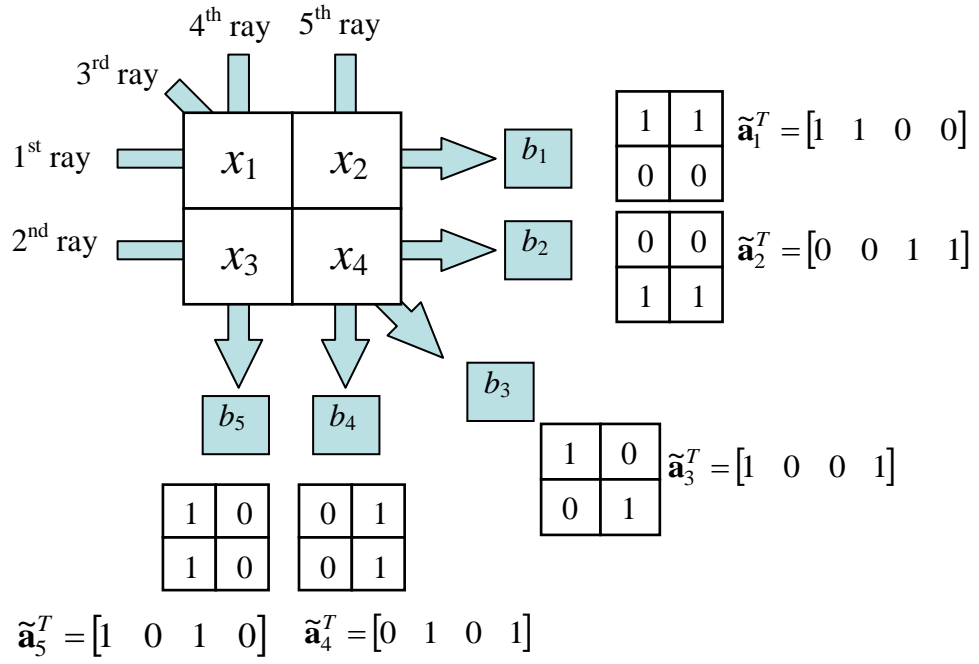 4th ray 5th ray
3rd ray
1st ray x₁ x₂ b₁ 1 1 ã₁ᵀ = [1 1 0 0]
0 0
2nd ray x₃ x₄ b₂ 0 0 ã₂ᵀ = [0 0 1 1]
1 1
b₃
b₅ b₄
1 0 ã₃ᵀ = [1 0 0 1]
0 1
1 0 0 1
1 0 0 1
ã₅ᵀ = [1 0 1 0] ã₄ᵀ = [0 1 0 1]